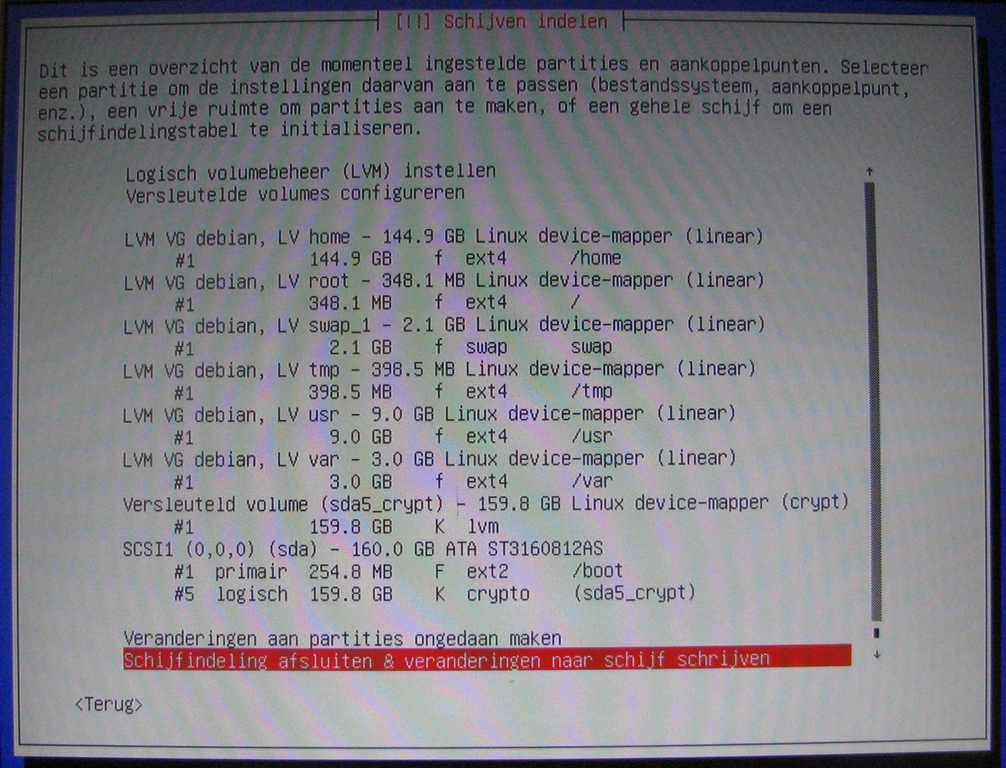 [!!] Schijven indelen
Dit is een overzicht van de momenteel ingestelde partities en aankoppelpunten. Selecteer
een partitie om de instellingen daarvan aan te passen (bestandssysteem, aankoppelpunt,
enz.), een vrije ruimte om partities aan te maken, of een gehele schijf om een
schijfindelingstabel te initialiseren.
Logisch volumebeheer (LVM) instellen
Versleutelde volumes configureren
LVM VG debian, LV home - 144.9 GB Linux device-mapper (linear)
#1 144.9 GB f ext4 /home
LVM VG debian, LV root - 348.1 MB Linux device-mapper (linear)
#1 348.1 MB f ext4 /
LVM VG debian, LV swap_1 - 2.1 GB Linux device-mapper (linear)
#1 2.1 GB f swap swap
LVM VG debian, LV tmp - 398.5 MB Linux device-mapper (linear)
#1 398.5 MB f ext4 /tmp
LVM VG debian, LV usr - 9.0 GB Linux device-mapper (linear)
#1 9.0 GB f ext4 /usr
LVM VG debian, LV var - 3.0 GB Linux device-mapper (linear)
#1 3.0 GB f ext4 /var
Versleuteld volume (sda5_crypt) - 159.8 GB Linux device-mapper (crypt)
#1 159.8 GB K lvm
SCSI1 (0,0,0) (sda) - 160.0 GB ATA ST3160812AS
#1 primair 254.8 MB F ext2 /boot
#5 logisch 159.8 GB K crypto (sda5_crypt)
Veranderingen aan partities ongedaan maken
Schijfindeling afsluiten & veranderingen naar schijf schrijven
<Terug>